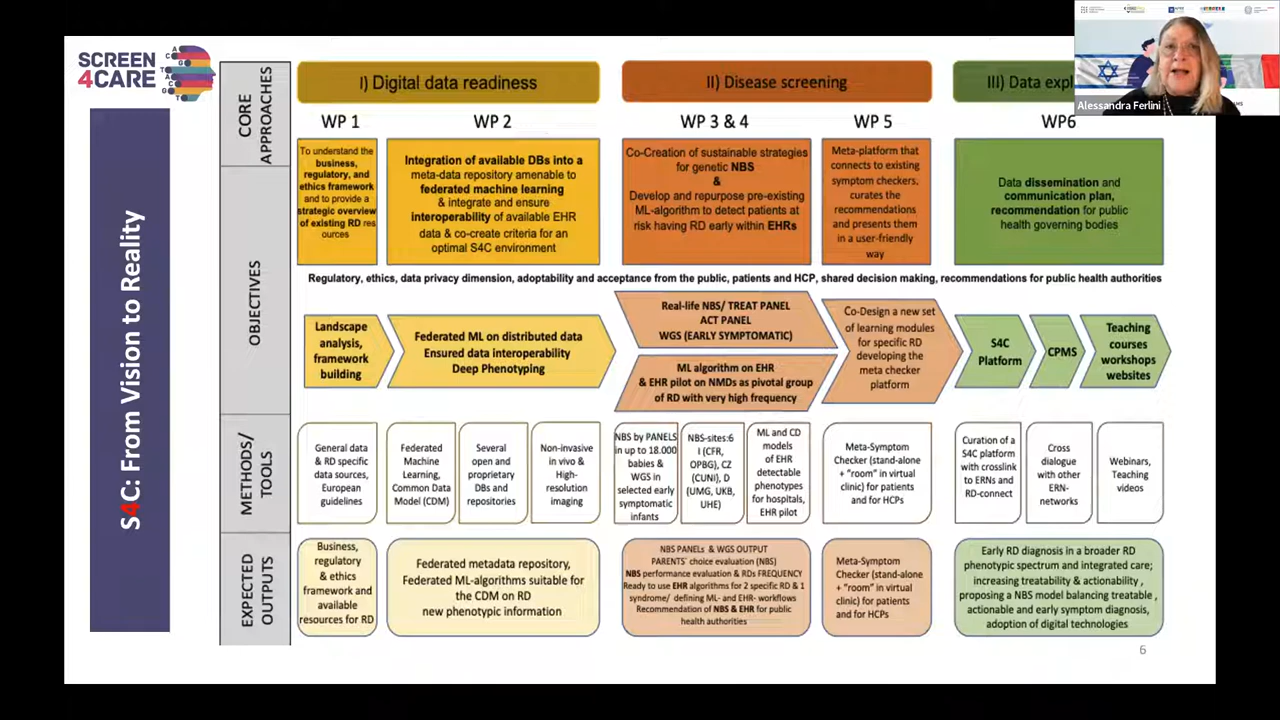 SCREEN
4CARE
S4C: From Vision to Reality
CORE
APPROACHES
I) Digital data readiness
II) Disease screening
III) Data expl
Alessandra Ferlini
WP 1
WP 2
WP 3 & 4
WP 5
WP6
OBJECTIVES
To understand the
business,
regulatory, and
ethics framework
and to provide a
strategic overview
of existing RD res
ources
Integration of available DBs into a
meta-data repository amenable to
federated machine learning
& integrate and ensure
interoperability of available EHR
data & co-create criteria for an
optimal S4C environment
Co-Creation of sustainable strategies
for genetic NBS
&
Develop and repurpose pre-existing
ML-algorithm to detect patients at
risk having RD early within EHRs
Meta-platform that
connects to existing
symptom checkers,
curates the
recommendations
and presents them
in a user-friendly
way
Data dissemination and
communication plan,
recommendation for public
health governing bodies
Regulatory, ethics, data privacy dimension, adoptability and acceptance from the public, patients and HCP, shared decision making, recommendations for public health authorities
Landscape
analysis,
framework
building
Federated ML on distributed data
Ensured data interoperability
Deep Phenotyping
Real-life NBS/ TREAT PANEL
ACT PANEL
WGS (EARLY SYMPTOMATIC)
ML algorithm on EHR
& EHR pilot on NMDs as pivotal group
of RD with very high frequency
Co-Design a new set
of learning modules
for specific RD
developing the
meta checker
platform
S4C
Platform
CPMS
Teaching
courses
workshops
websites
METHODS/
TOOLS
General data
& RD specific
data sources,
European
guidelines
Federated
Machine
Learning,
Common Data
Model (CDM)
Several
open and
proprietary
DBs and
repositories
Non-invasive
in vivo &
High-
resolution
imaging
NBS by PANELS
in up to 18.000
babies &
WGS in
selected early
symptomatic
infants
NBS-sites:6
I (CFR,
OPBG), CZ
(CUNI), D
(UMG, UKB,
UHE)
ML and CD
models
of EHR
detectable
phenotypes
for hospitals,
EHR pilot
Meta-Symptom
Checker (stand-alone
+ "room" in virtual
clinic) for patients
and for HCPs
Curation of a
S4C platform
with crosslink
to ERNs and
RD-connect
Cross
dialogue
with other
ERN-
networks
Webinars,
Teaching
videos
EXPECTED
OUTPUTS
Business,
regulatory
& ethics
framework and
available
resources for RD
Federated metadata repository,
Federated ML-algorithms suitable for
the CDM on RD
new phenotypic information
NBS PANELS & WGS OUTPUT
PARENTS' choice evaluation (NBS)
NBS performance evaluation & RDs FREQUENCY
Ready to use EHR algorithms for 2 specific RD & 1
syndrome/ defining ML- and EHR- workflows
Recommendation of NBS & EHR for public
health authorities
Meta-Symptom
Checker (stand-alone
+ "room" in virtual
clinic) for patients
and for HCPs
Early RD diagnosis in a broader RD
phenotypic spectrum and integrated care;
increasing treatability & actionability ,
proposing a NBS model balancing treatable ,
actionable and early symptom diagnosis,
adoption of digital technologies
6